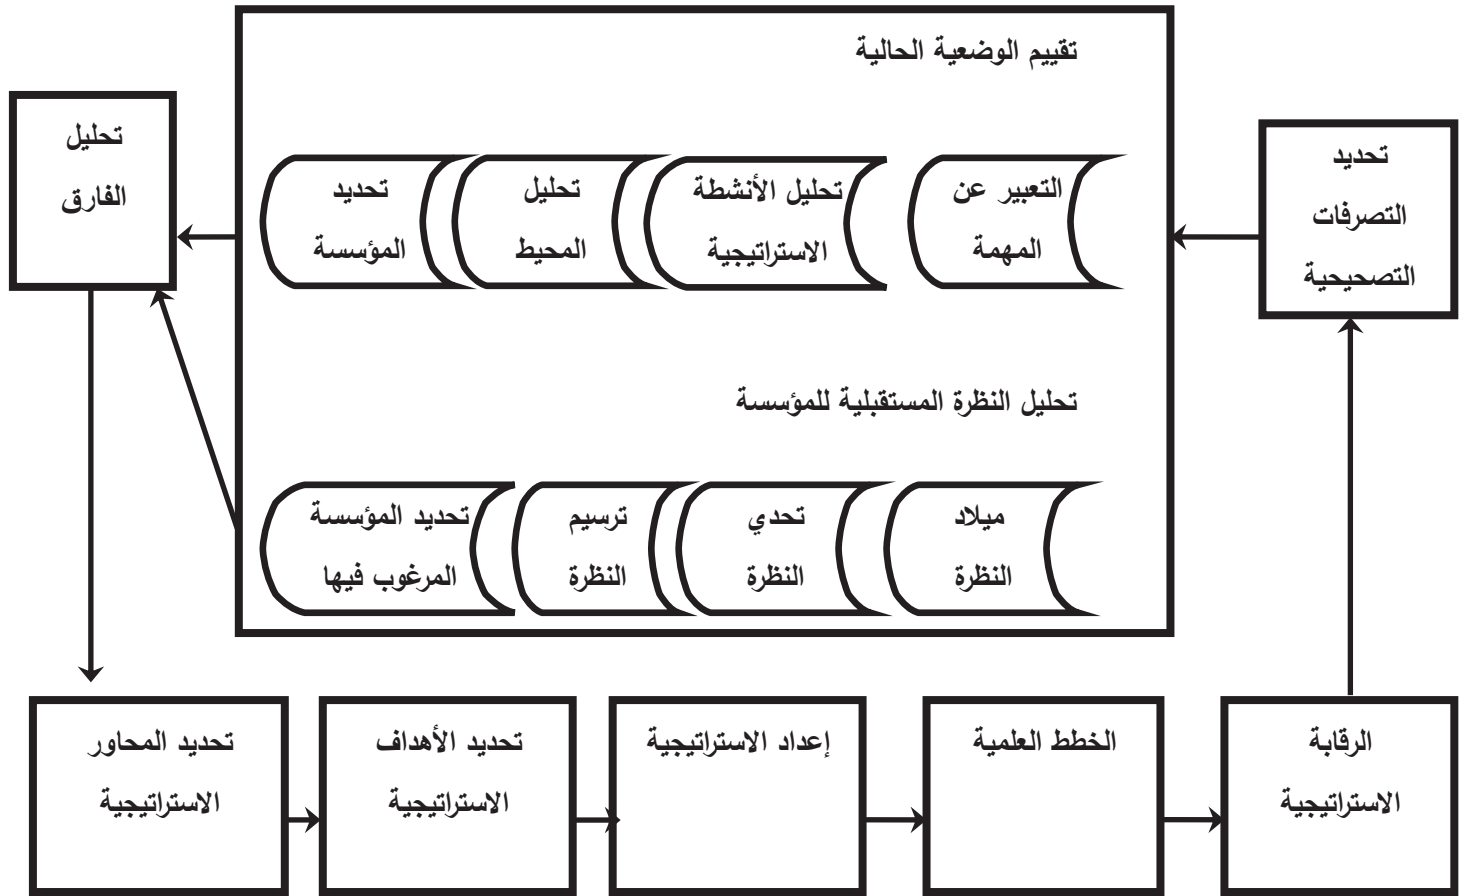 تقييم الوضعية الحالية
تحديد
التصرفات
التصحيحية
التعبير عن
المهمة
تحليل الأنشطة
الاستراتيجية
تحليل
المحيط
تحديد
المؤسسة
تحليل
الفارق
تحليل النظرة المستقبلية للمؤسسة
ميلاد
النظرة
تحدي
النظرة
ترسيم
النظرة
تحديد المؤسسة
المرغوب فيها
الرقابة
الاستراتيجية
الخطط العلمية
إعداد الاستراتيجية
تحديد الأهداف
الاستراتيجية
تحديد المحاور
الاستراتيجية